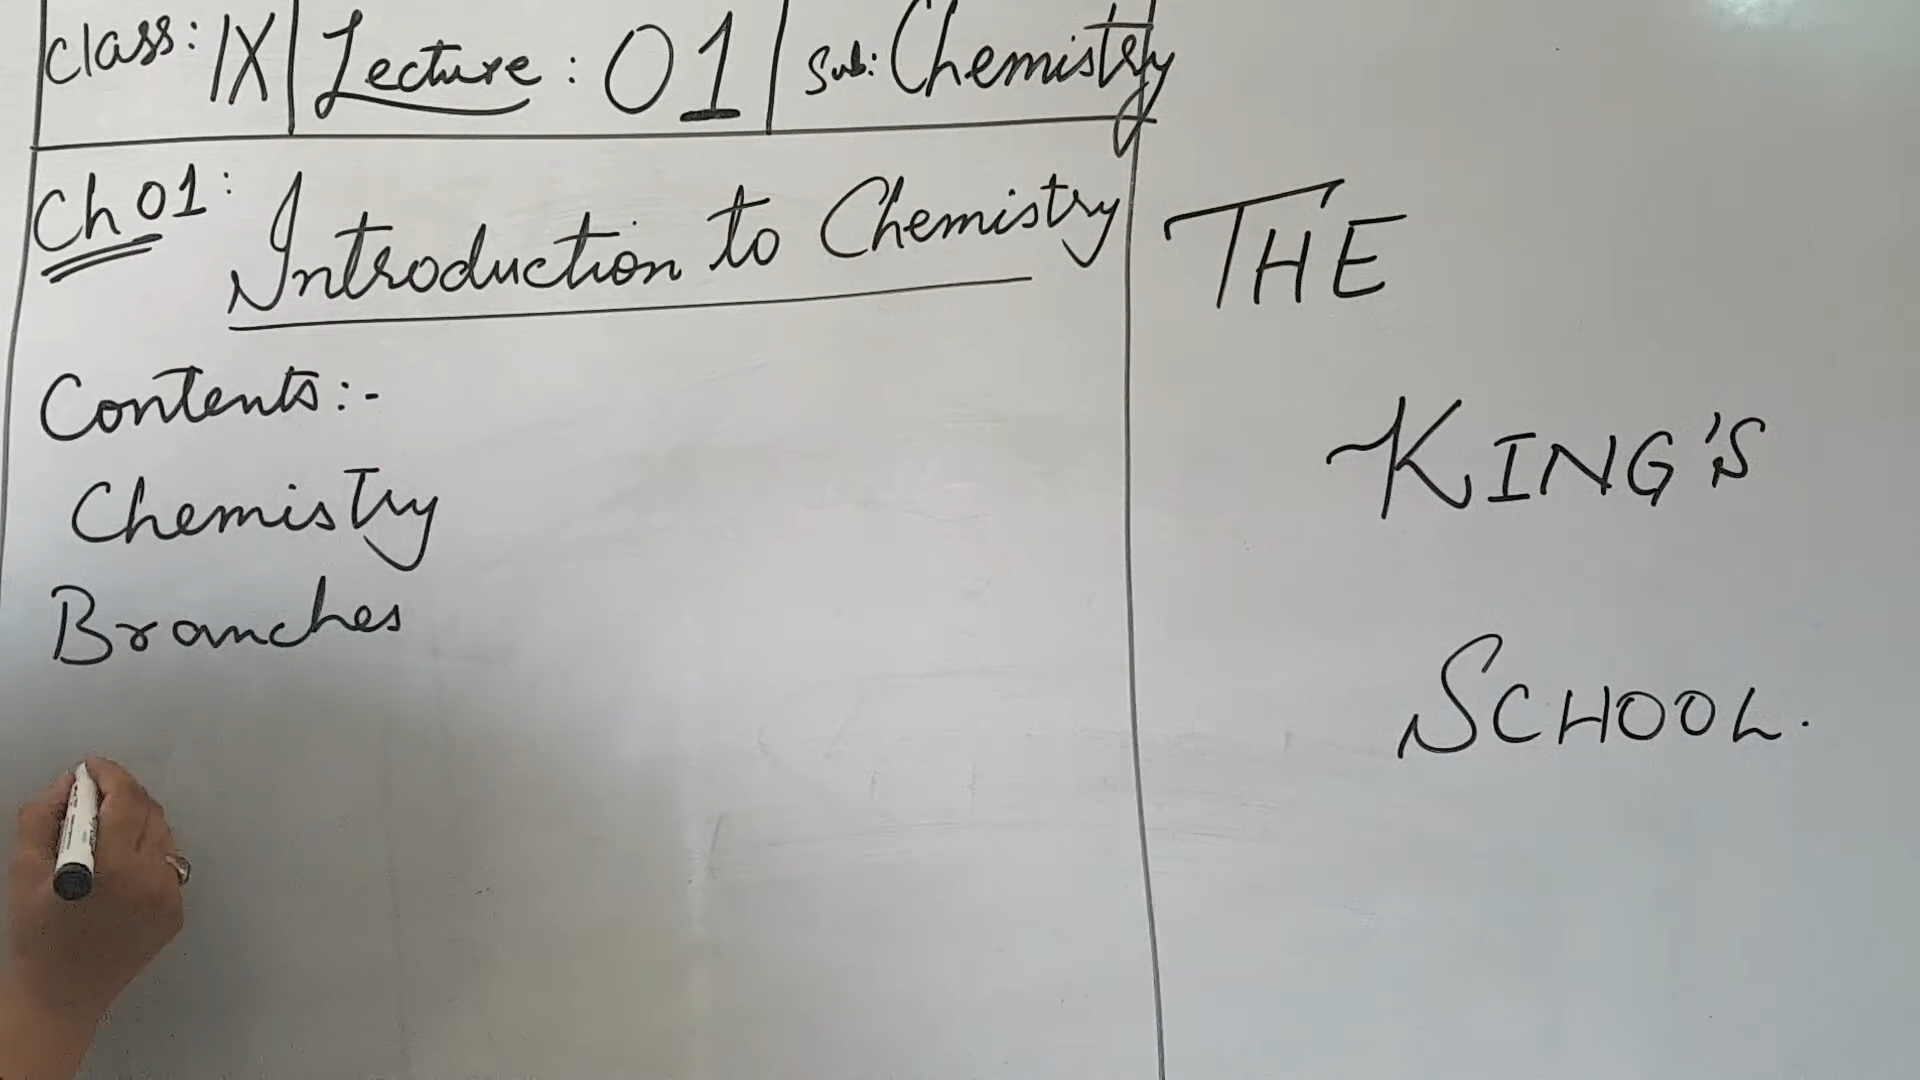 Class: IX Lecture: 01 Sub: Chemistry
Ch 01: Introduction to Chemistry
Contents:-
Chemistry
Branches
THE
KING'S
SCHOOL.